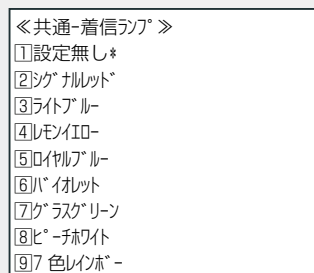 ≪共通-着信ﾗﾝﾌﾟ≫
1設定無し*
2ｼｸﾞﾅﾙﾚｯﾄﾞ
3ﾗｲﾄﾌﾞﾙｰ
4ﾚﾓﾝｲｴﾛｰ
5ﾛｲﾔﾙﾌﾞﾙｰ
6ﾊﾞｲｵﾚｯﾄ
7ｸﾞﾗｽｸﾞﾘｰﾝ
8ﾋﾟｰﾁﾎﾜｲﾄ
97色ﾚｲﾝﾎﾞｰ